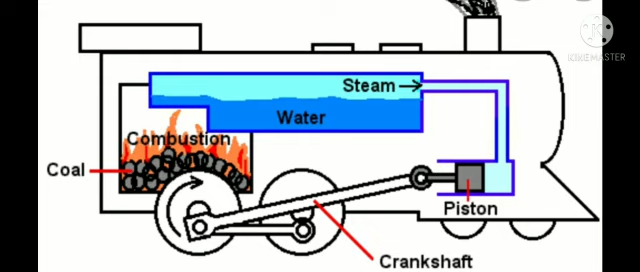 KINEMASTER
Steam
Water
Combustion
Coal
Piston
Crankshaft